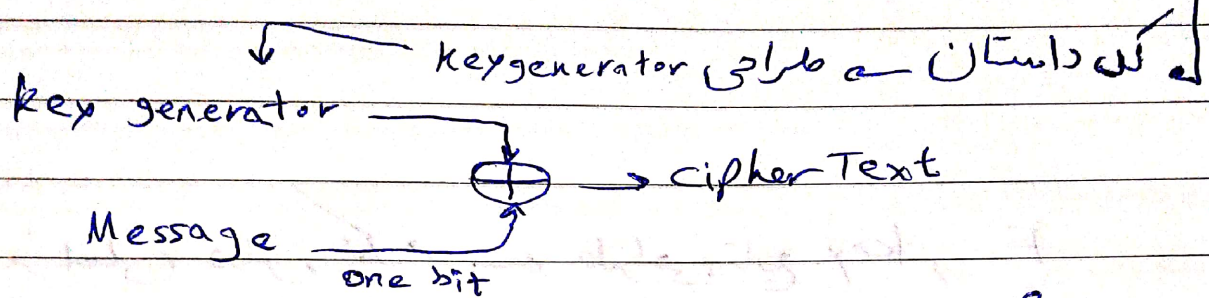 کل داستان ← طراحی keygenerator
key generator
⊕ → cipher Text
Message
one bit